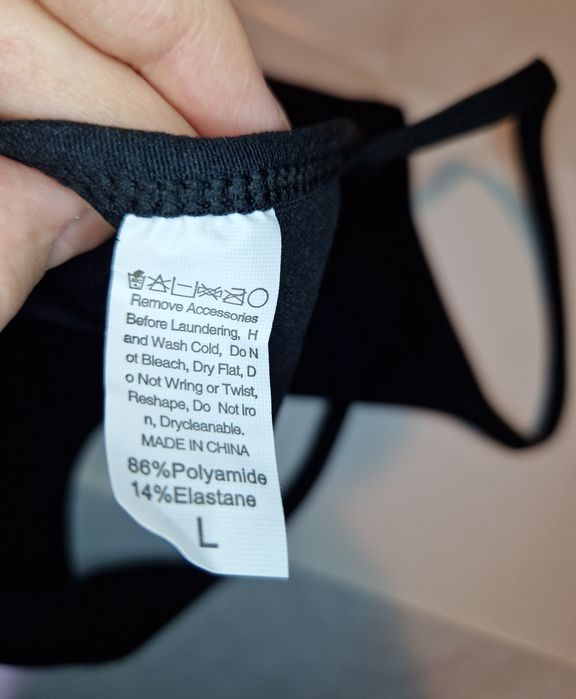 Remove Accessories
Before Laundering, H
and Wash Cold, Do N
ot Bleach, Dry Flat, D
o Not Wring or Twist,
Reshape, Do Not Iro
n, Drycleanable.
MADE IN CHINA
86%Polyamide
14%Elastane
L